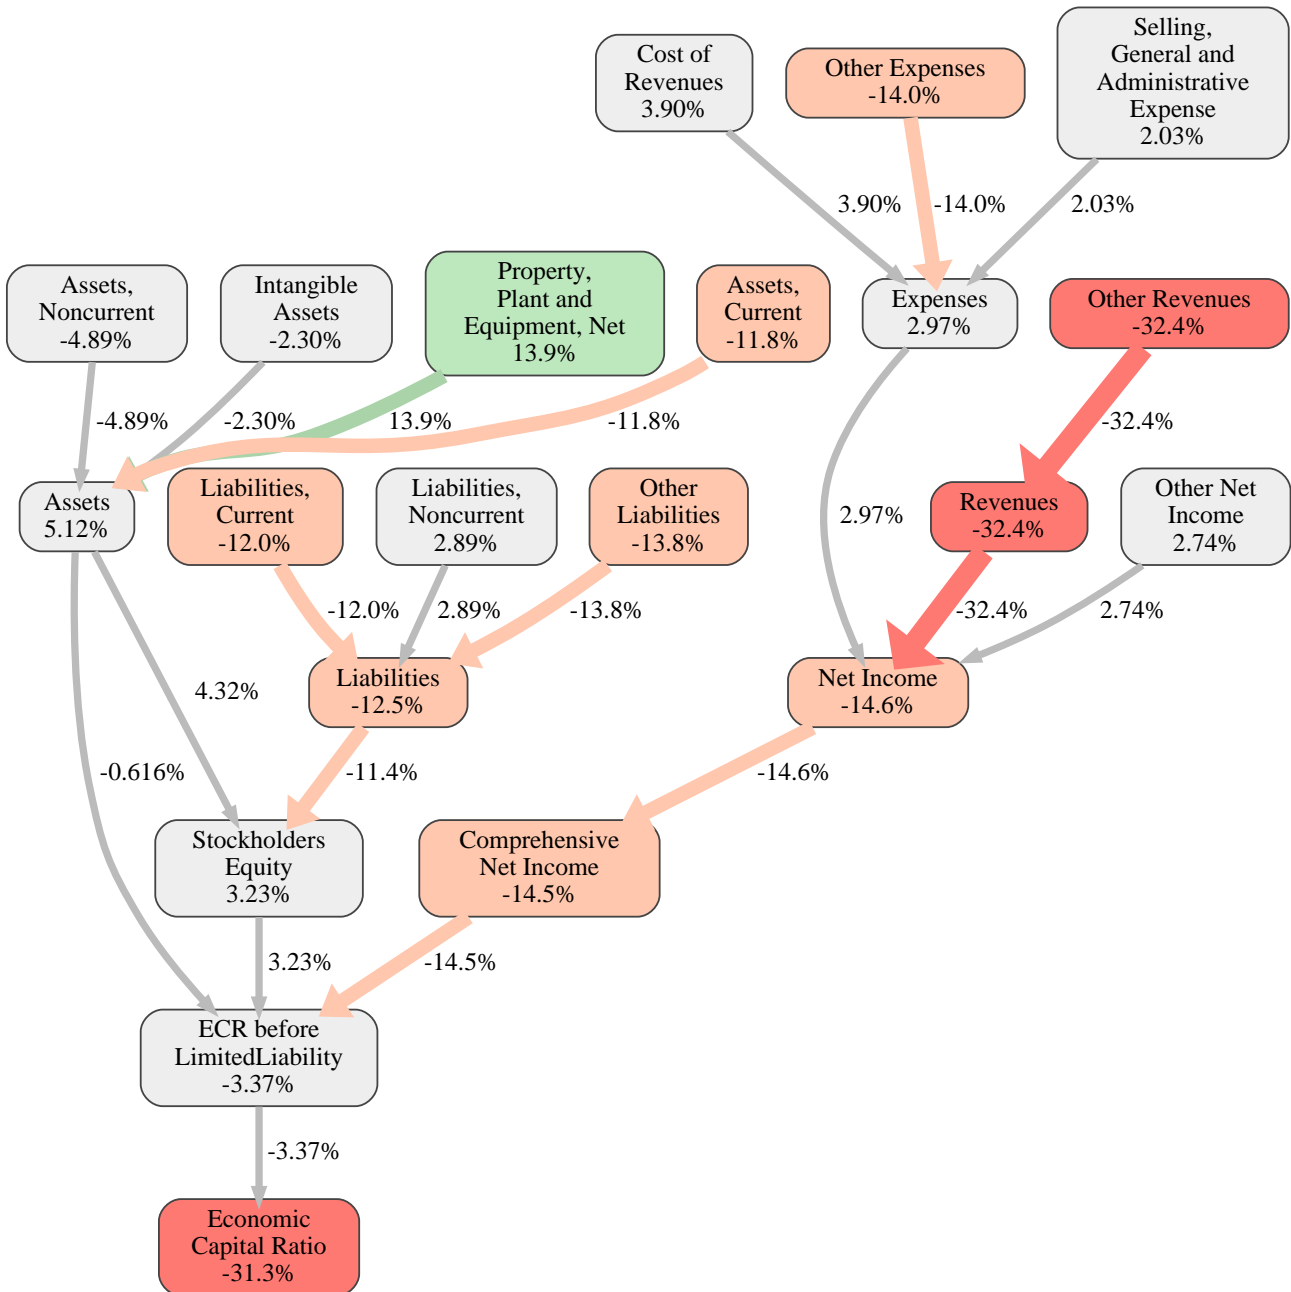 Cost of
Revenues
3.90%
Other Expenses
-14.0%
Selling,
General and
Administrative
Expense
2.03%
3.90%
-14.0%
2.03%
Assets,
Noncurrent
-4.89%
Intangible
Assets
-2.30%
Property,
Plant and
Equipment, Net
13.9%
Assets,
Current
-11.8%
Expenses
2.97%
Other Revenues
-32.4%
-4.89%
-2.30%
13.9%
-11.8%
-32.4%
Assets
5.12%
Liabilities,
Current
-12.0%
Liabilities,
Noncurrent
2.89%
Other
Liabilities
-13.8%
2.97%
Revenues
-32.4%
Other Net
Income
2.74%
-12.0%
2.89%
-13.8%
-32.4%
2.74%
4.32%
Liabilities
-12.5%
Net Income
-14.6%
-0.616%
-11.4%
-14.6%
Stockholders
Equity
3.23%
Comprehensive
Net Income
-14.5%
3.23%
-14.5%
ECR before
LimitedLiability
-3.37%
-3.37%
Economic
Capital Ratio
-31.3%